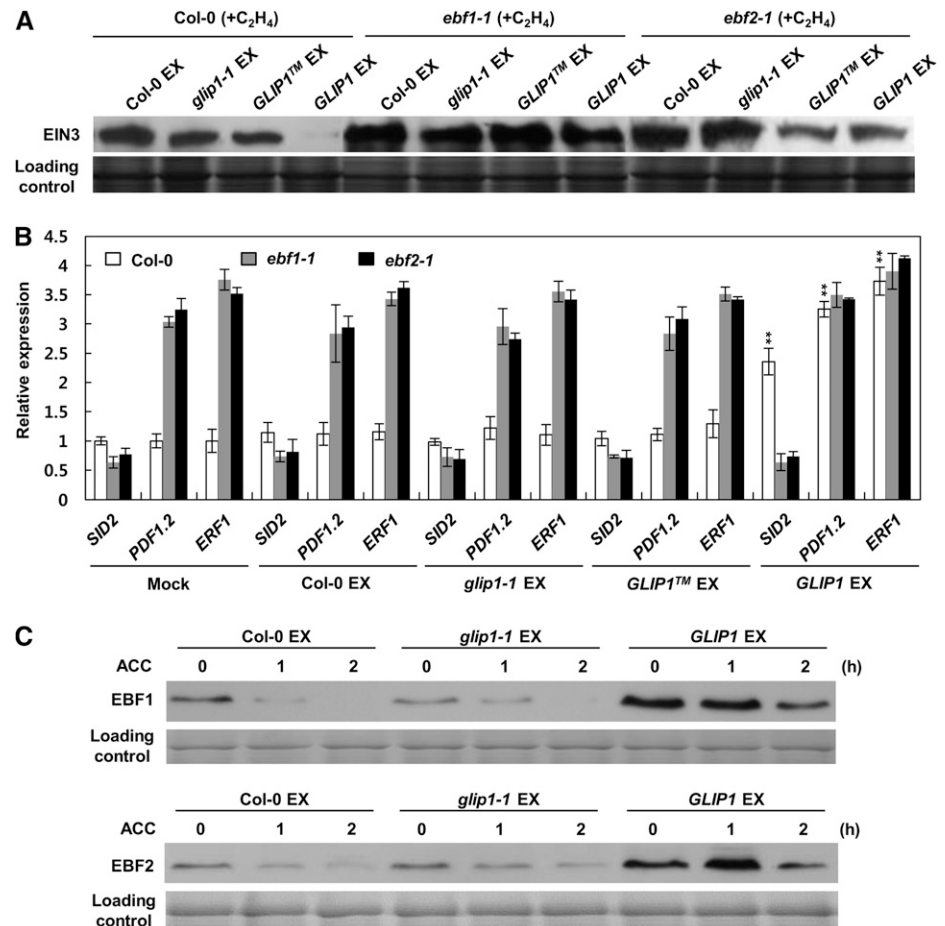 A
Col-0 (+C₂H₄) ebf1-1 (+C₂H₄) ebf2-1 (+C₂H₄)
Col-0 EX glip1-1 EX GLIP1ᵀᴹ EX GLIP1 EX Col-0 EX glip1-1 EX GLIP1ᵀᴹ EX GLIP1 EX Col-0 EX glip1-1 EX GLIP1ᵀᴹ EX GLIP1 EX
EIN3
Loading
control
B
Relative expression
4.5
4
3.5
3
2.5
2
1.5
1
0.5
0
Col-0 ebf1-1 ebf2-1
** ** **
SID2 PDF1.2 ERF1 SID2 PDF1.2 ERF1 SID2 PDF1.2 ERF1 SID2 PDF1.2 ERF1 SID2 PDF1.2 ERF1
Mock Col-0 EX glip1-1 EX GLIP1ᵀᴹ EX GLIP1 EX
C
Col-0 EX glip1-1 EX GLIP1 EX
ACC 0 1 2 0 1 2 0 1 2 (h)
EBF1
Loading
control
Col-0 EX glip1-1 EX GLIP1 EX
ACC 0 1 2 0 1 2 0 1 2 (h)
EBF2
Loading
control